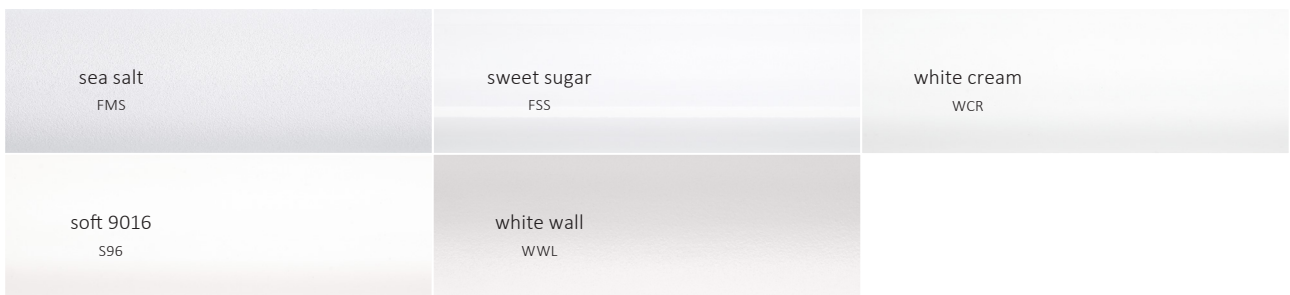 sea salt
FMS
sweet sugar
FSS
white cream
WCR
soft 9016
S96
white wall
WWL